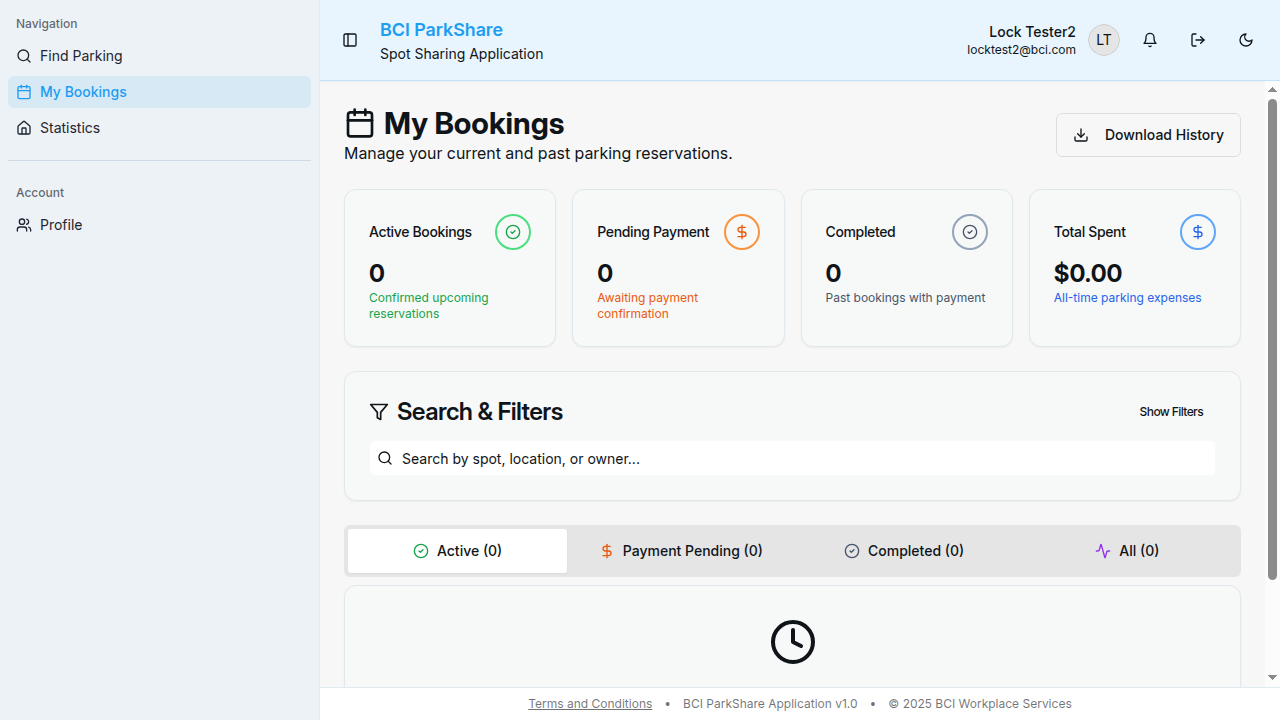 Navigation
Find Parking
My Bookings
Statistics
Account
Profile
BCI ParkShare
Spot Sharing Application
Lock Tester2
locktest2@bci.com
LT
My Bookings
Manage your current and past parking reservations.
Download History
Active Bookings
0
Confirmed upcoming
reservations
Pending Payment
0
Awaiting payment
confirmation
Completed
0
Past bookings with payment
Total Spent
$0.00
All-time parking expenses
Search & Filters
Show Filters
Search by spot, location, or owner...
Active (0)
Payment Pending (0)
Completed (0)
All (0)
Terms and Conditions • BCI ParkShare Application v1.0 • © 2025 BCI Workplace Services